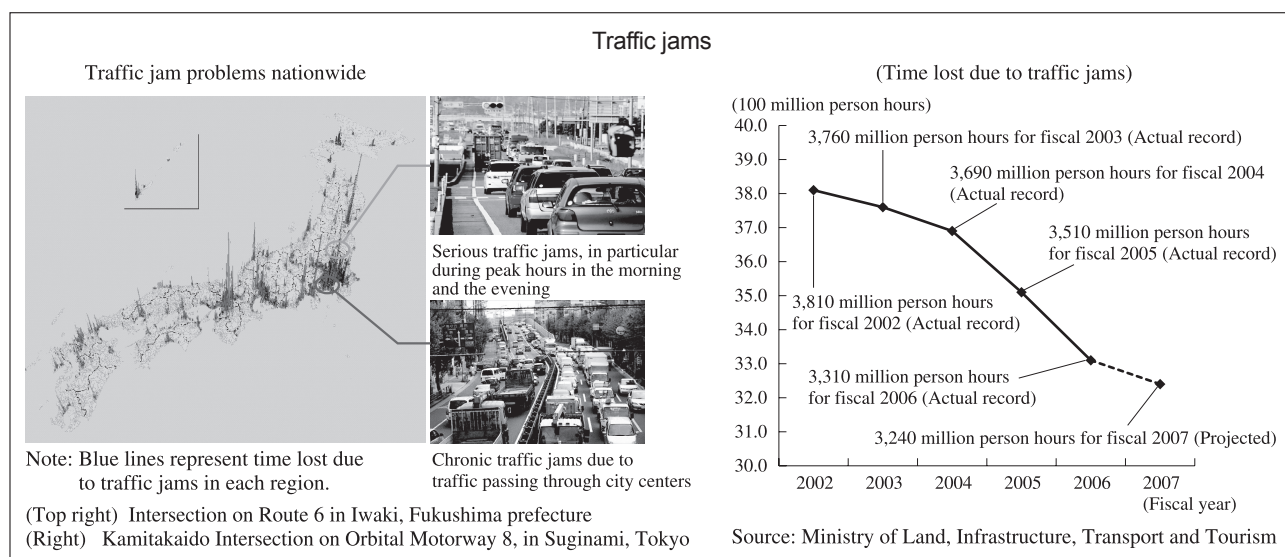 Traffic jams
Traffic jam problems nationwide
Serious traffic jams, in particular
during peak hours in the morning
and the evening
Chronic traffic jams due to
traffic passing through city centers
Note: Blue lines represent time lost due
to traffic jams in each region.
(Top right) Intersection on Route 6 in Iwaki, Fukushima prefecture
(Right) Kamitakaido Intersection on Orbital Motorway 8, in Suginami, Tokyo
(Time lost due to traffic jams)
(100 million person hours)
40.0
39.0
38.0
37.0
36.0
35.0
34.0
33.0
32.0
31.0
30.0
3,760 million person hours for fiscal 2003 (Actual record)
3,690 million person hours for fiscal 2004
(Actual record)
3,510 million person hours
for fiscal 2005 (Actual record)
3,810 million person hours
for fiscal 2002 (Actual record)
3,310 million person hours
for fiscal 2006 (Actual record)
3,240 million person hours for fiscal 2007 (Projected)
2002 2003 2004 2005 2006 2007
(Fiscal year)
Source: Ministry of Land, Infrastructure, Transport and Tourism